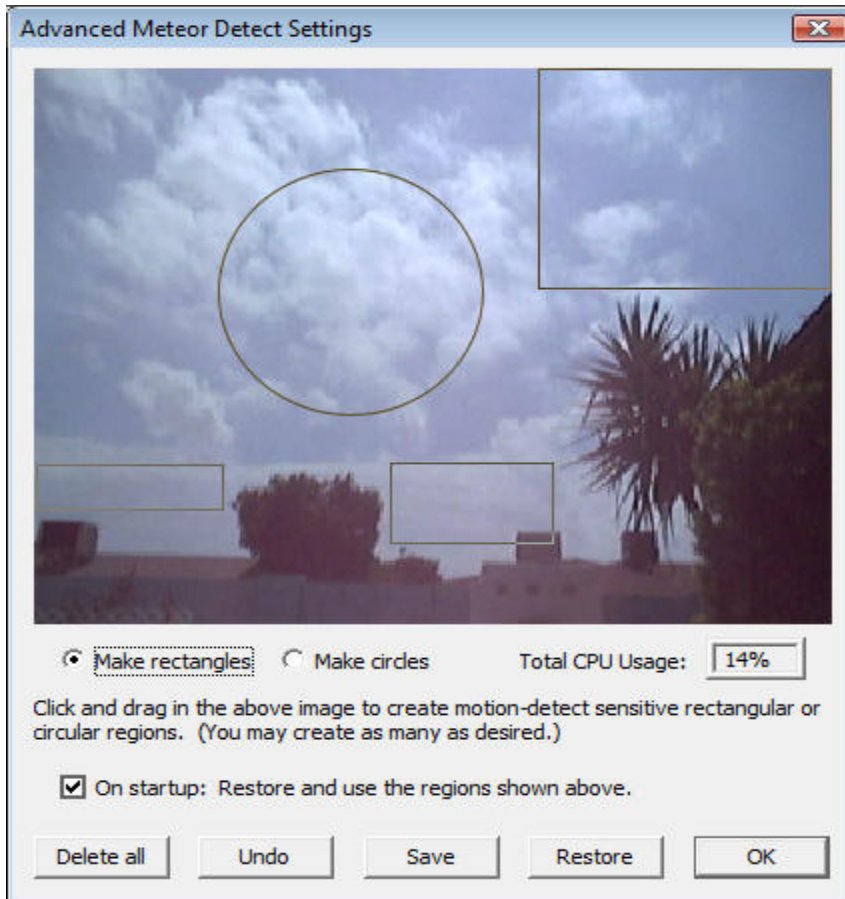 Advanced Meteor Detect Settings
Make rectangles Make circles Total CPU Usage: 14%
Click and drag in the above image to create motion-detect sensitive rectangular or
circular regions. (You may create as many as desired.)
On startup: Restore and use the regions shown above.
Delete all Undo Save Restore OK